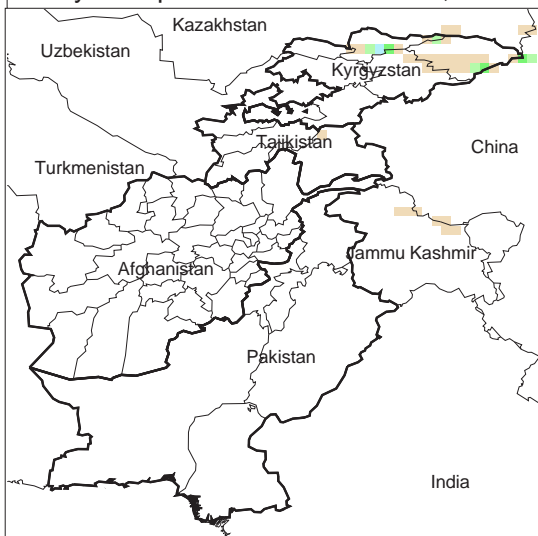 Kazakhstan
Uzbekistan
Kyrgyzstan
Tajikistan
China
Turkmenistan
Jammu Kashmir
Afghanistan
Pakistan
India